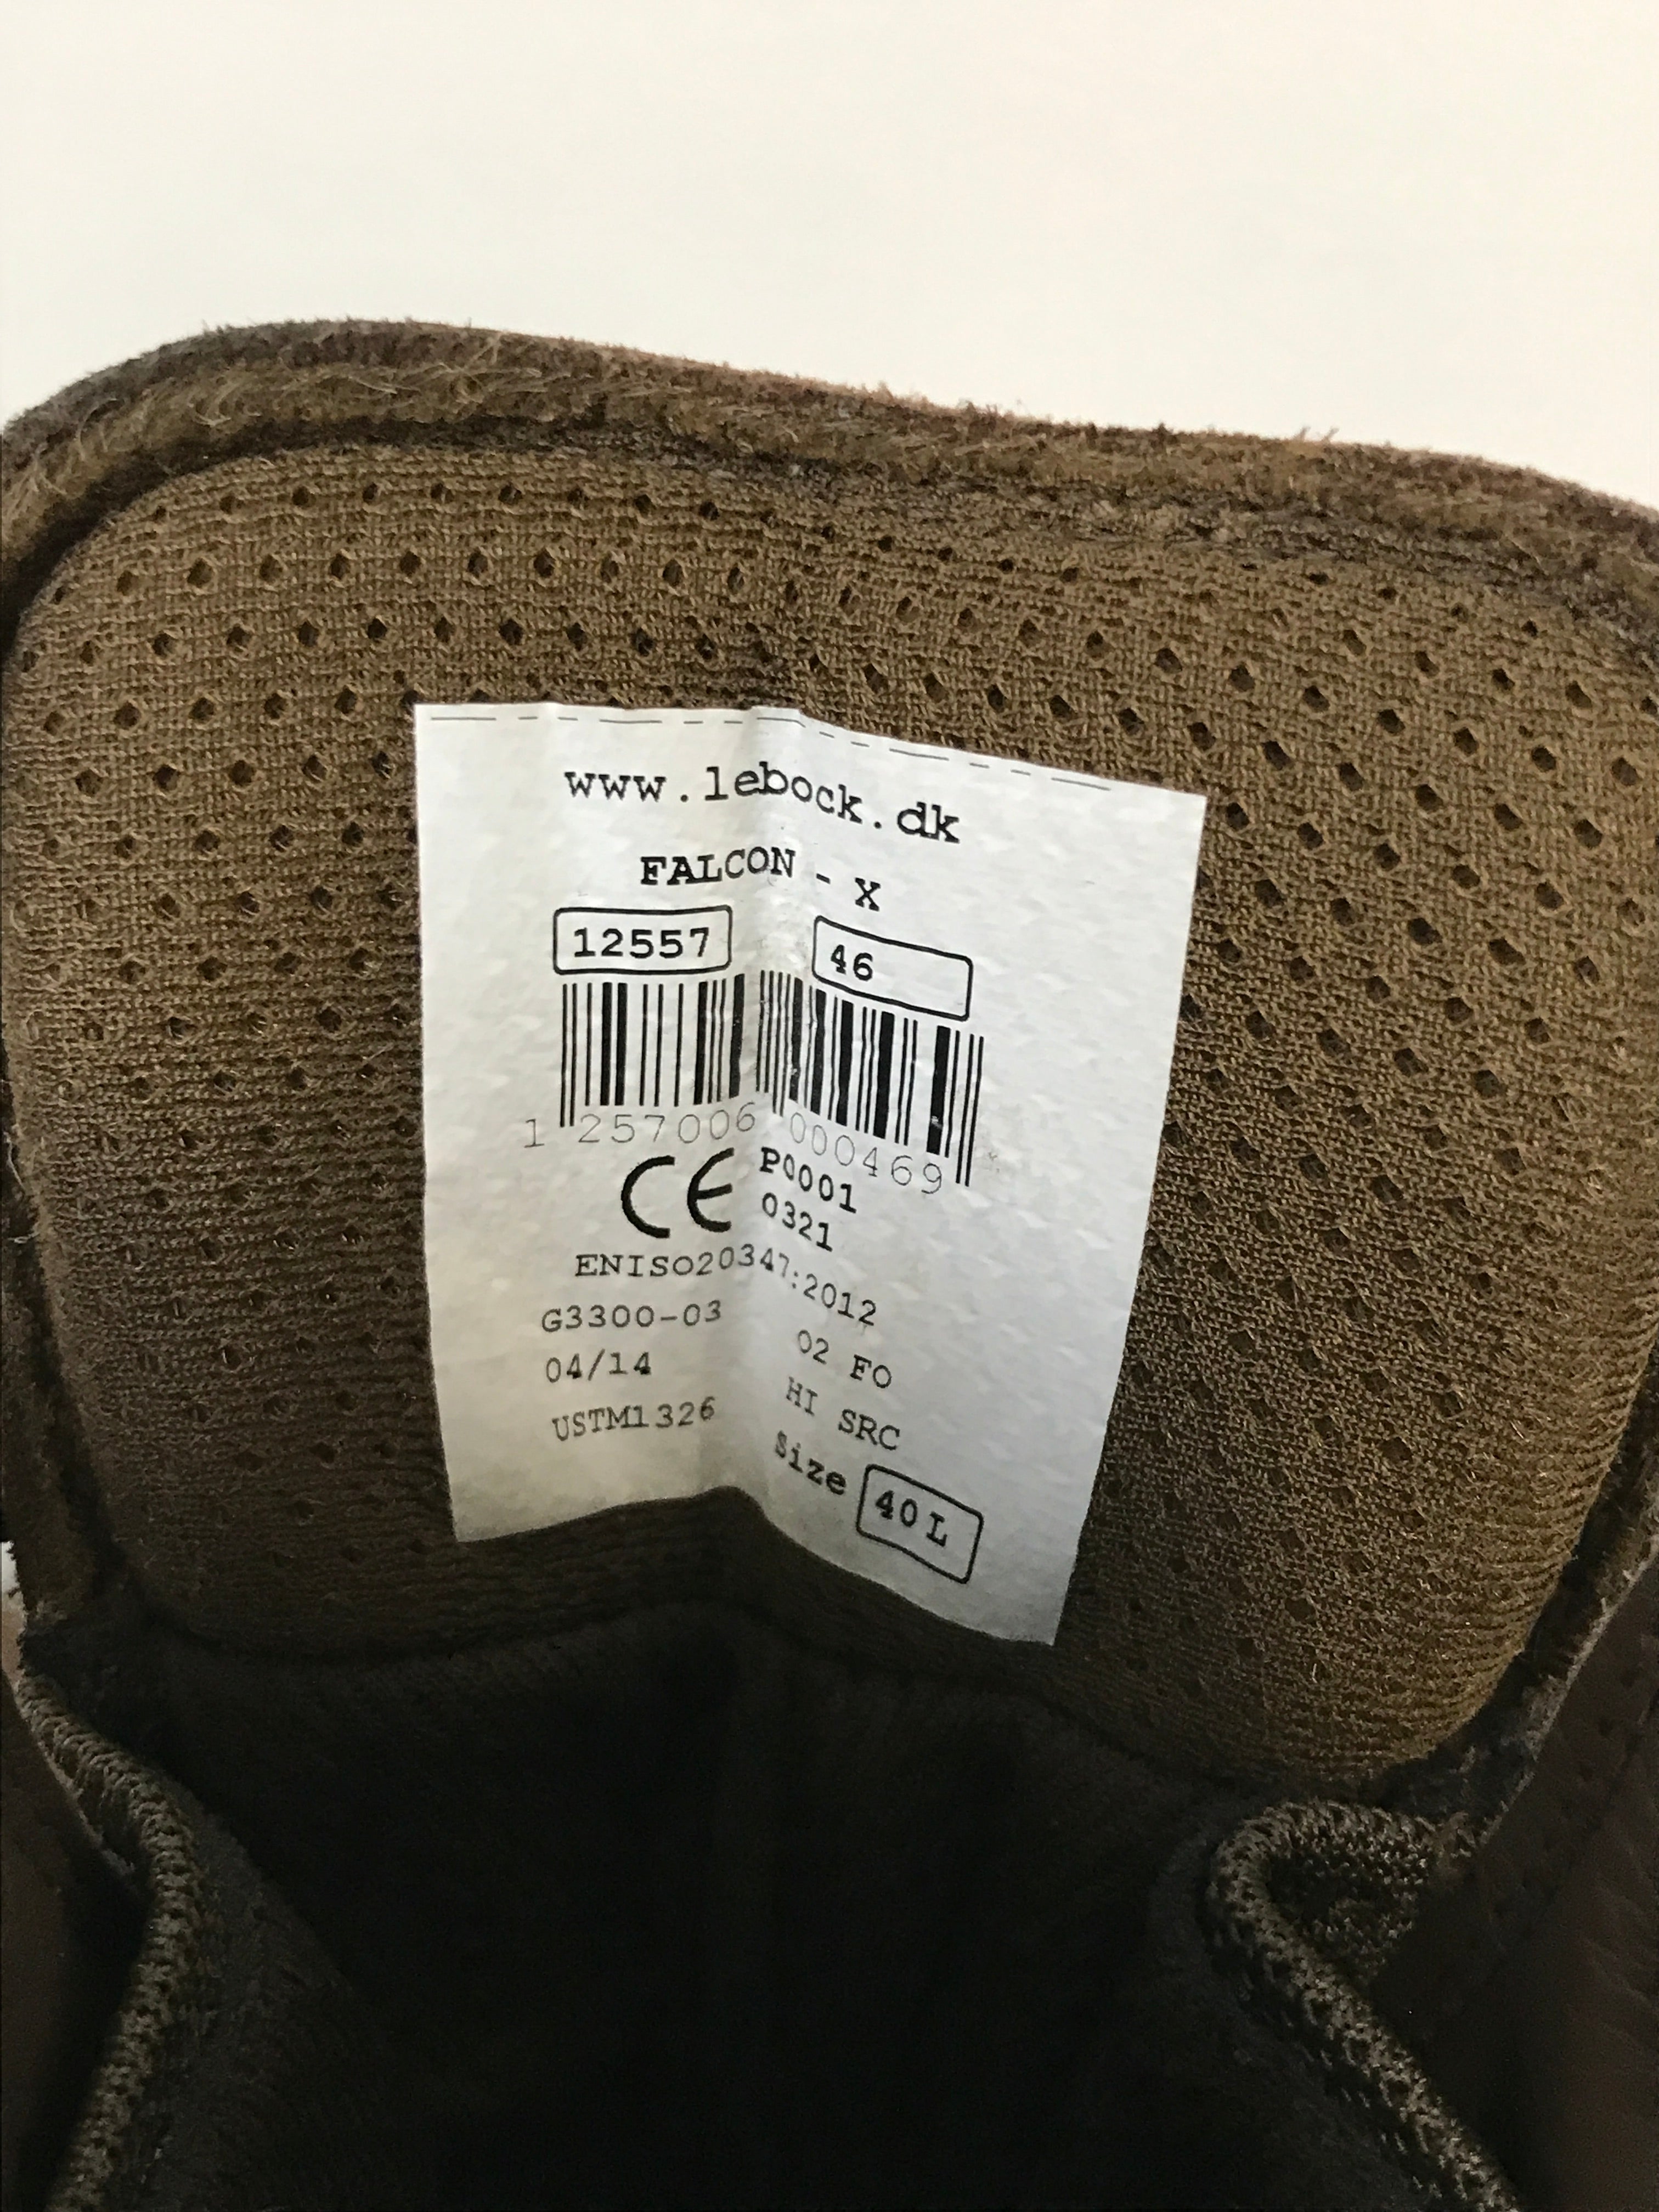 www.lebock.dk
FALCON - X
12557 46
1 257006 000469
CE P0001
0321
ENISO20347:2012
G3300-03 02 FO
04/14 HI SRC
USTM1326 Size 40 L